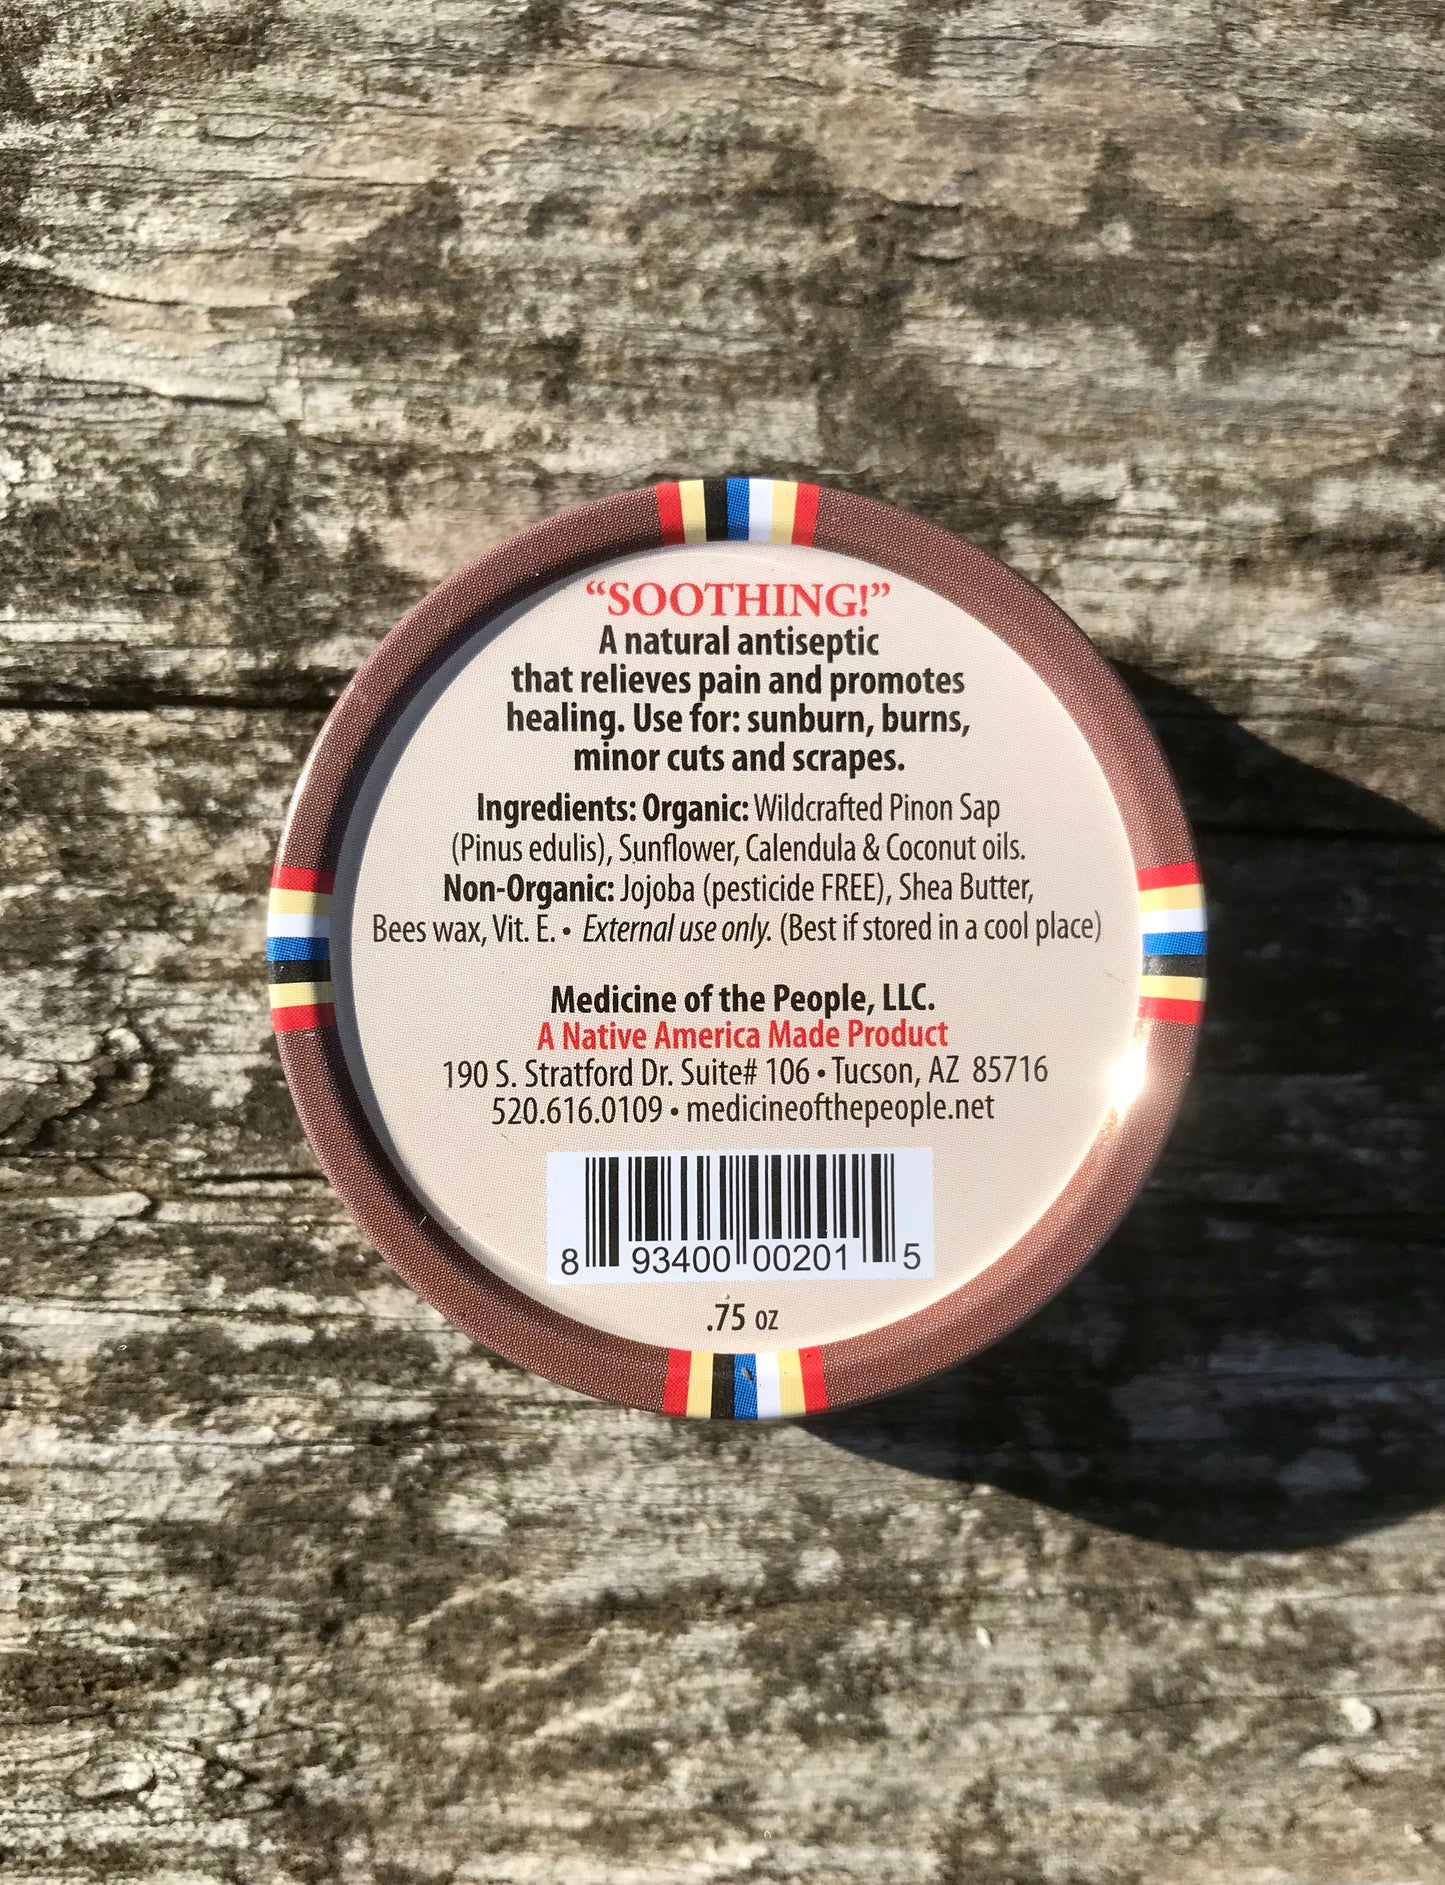 “SOOTHING!”
A natural antiseptic
that relieves pain and promotes
healing. Use for: sunburn, burns,
minor cuts and scrapes.
Ingredients: Organic: Wildcrafted Pinon Sap
(Pinus edulis), Sunflower, Calendula & Coconut oils.
Non-Organic: Jojoba (pesticide FREE), Shea Butter,
Bees wax, Vit. E. • External use only. (Best if stored in a cool place)
Medicine of the People, LLC.
A Native America Made Product
190 S. Stratford Dr. Suite# 106 • Tucson, AZ 85716
520.616.0109 • medicineofthepeople.net
8 93400 00201 5
.75 oz